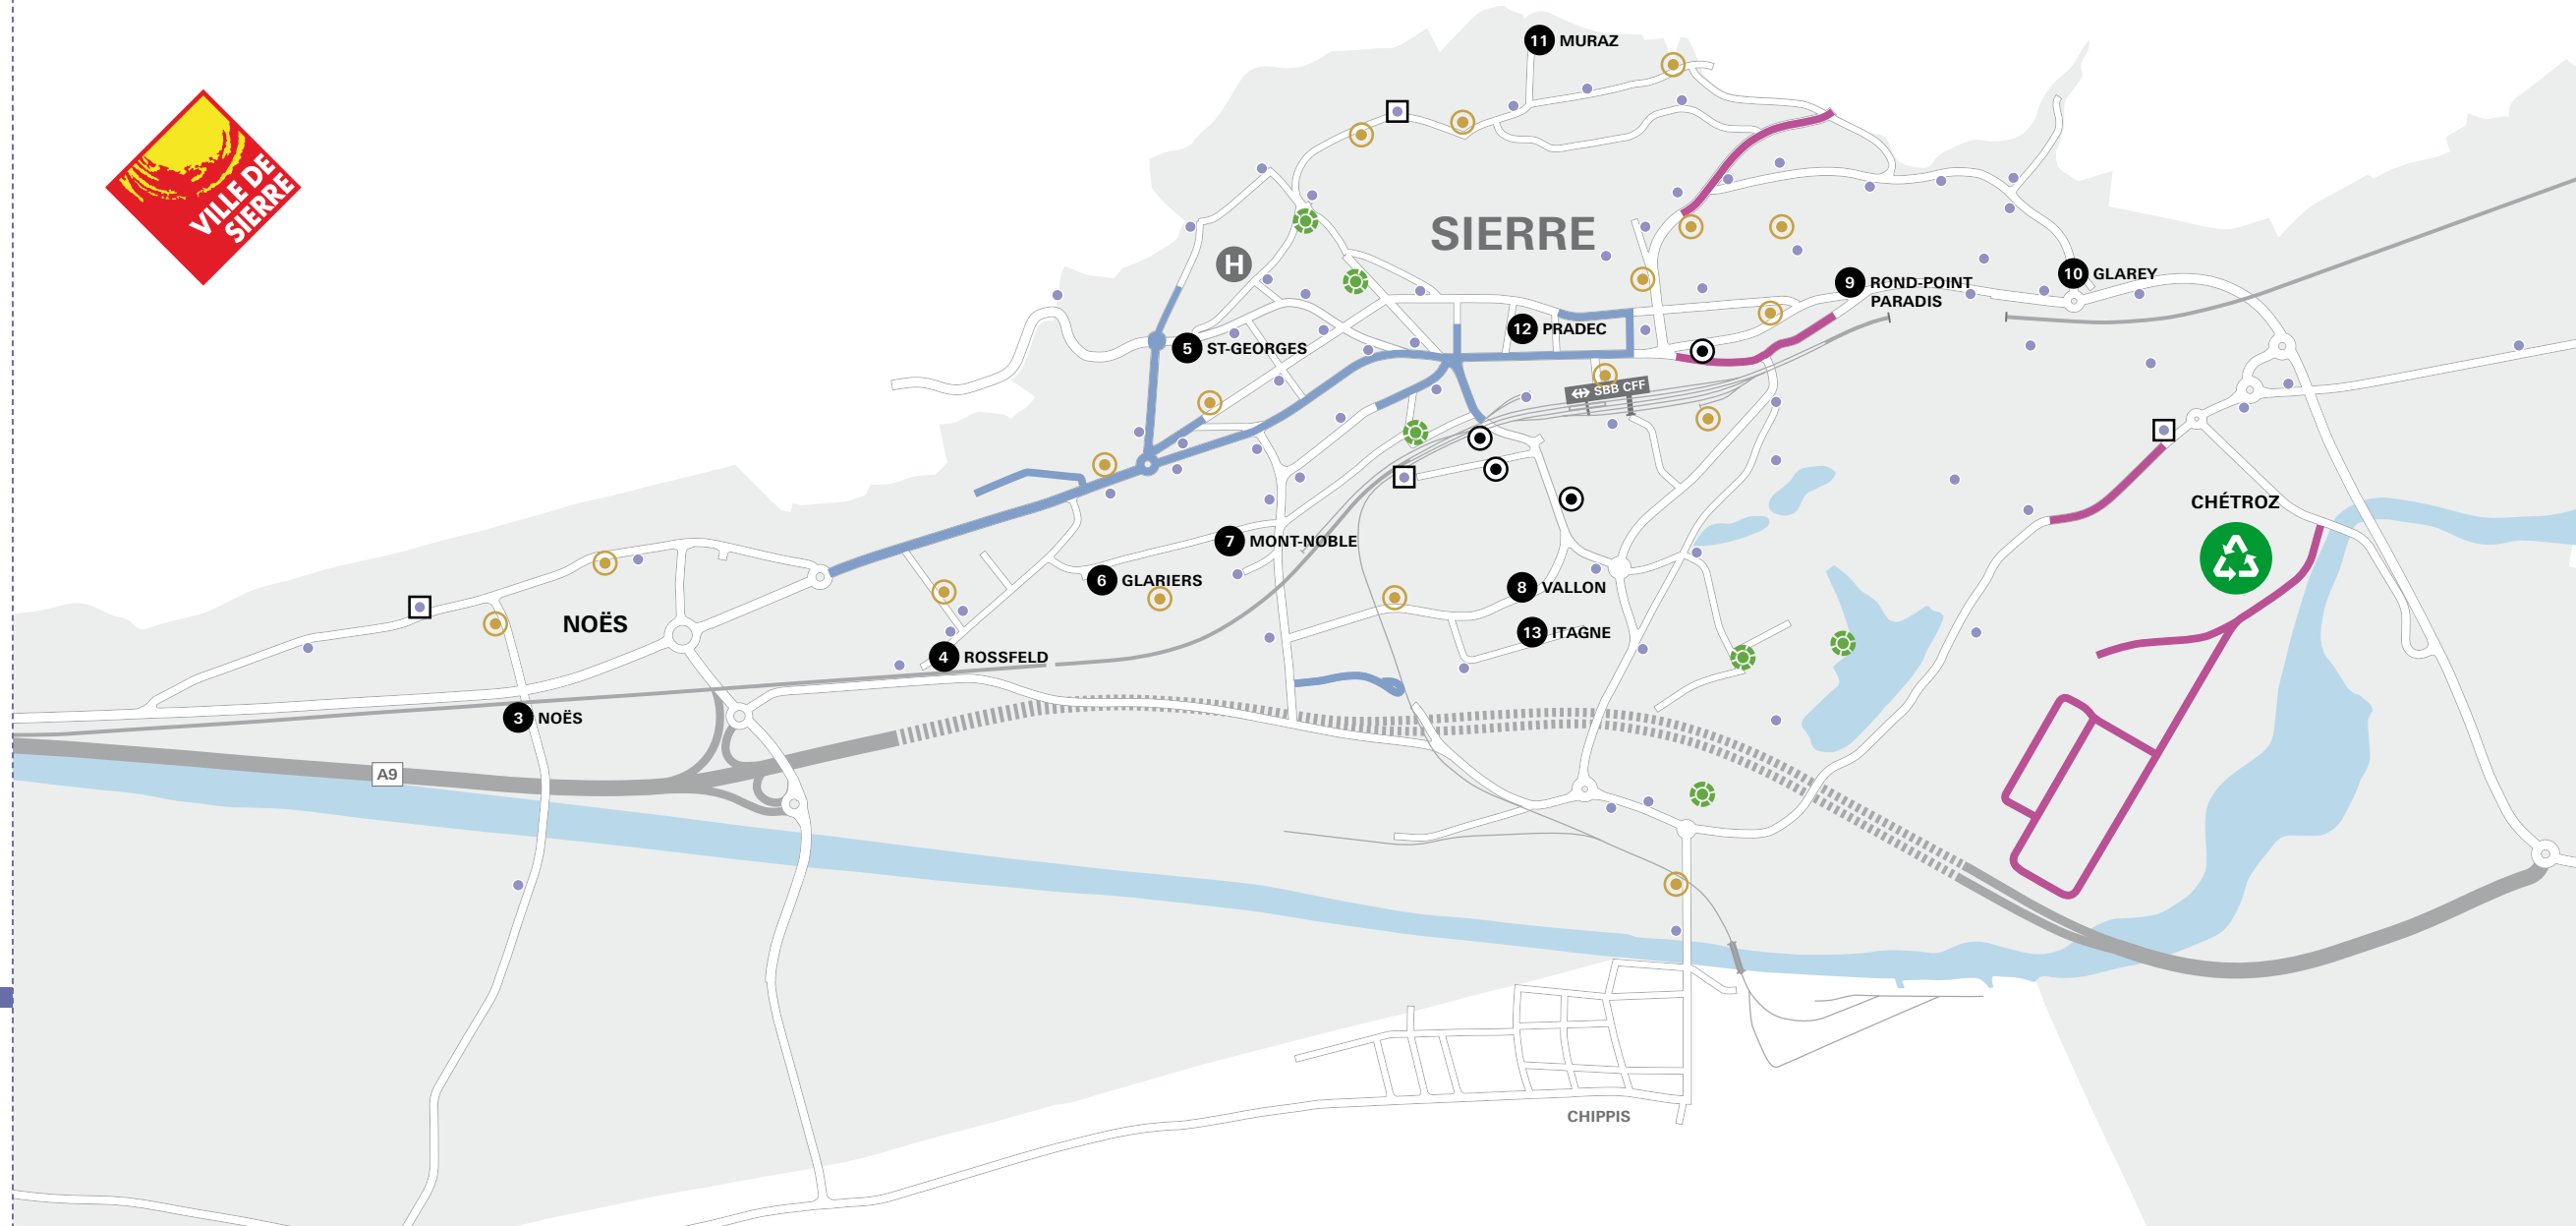 VILLE DE
SIERRE
11 MURAZ
SIERRE
H
9 ROND-POINT
PARADIS
10 GLAREY
12 PRADEC
5 ST-GEORGES
SBB CFF
CHÉTROZ
7 MONT-NOBLE
6 GLARIERS
8 VALLON
NOËS
13 ITAGNE
4 ROSSFELD
3 NOËS
A9
CHIPPIS